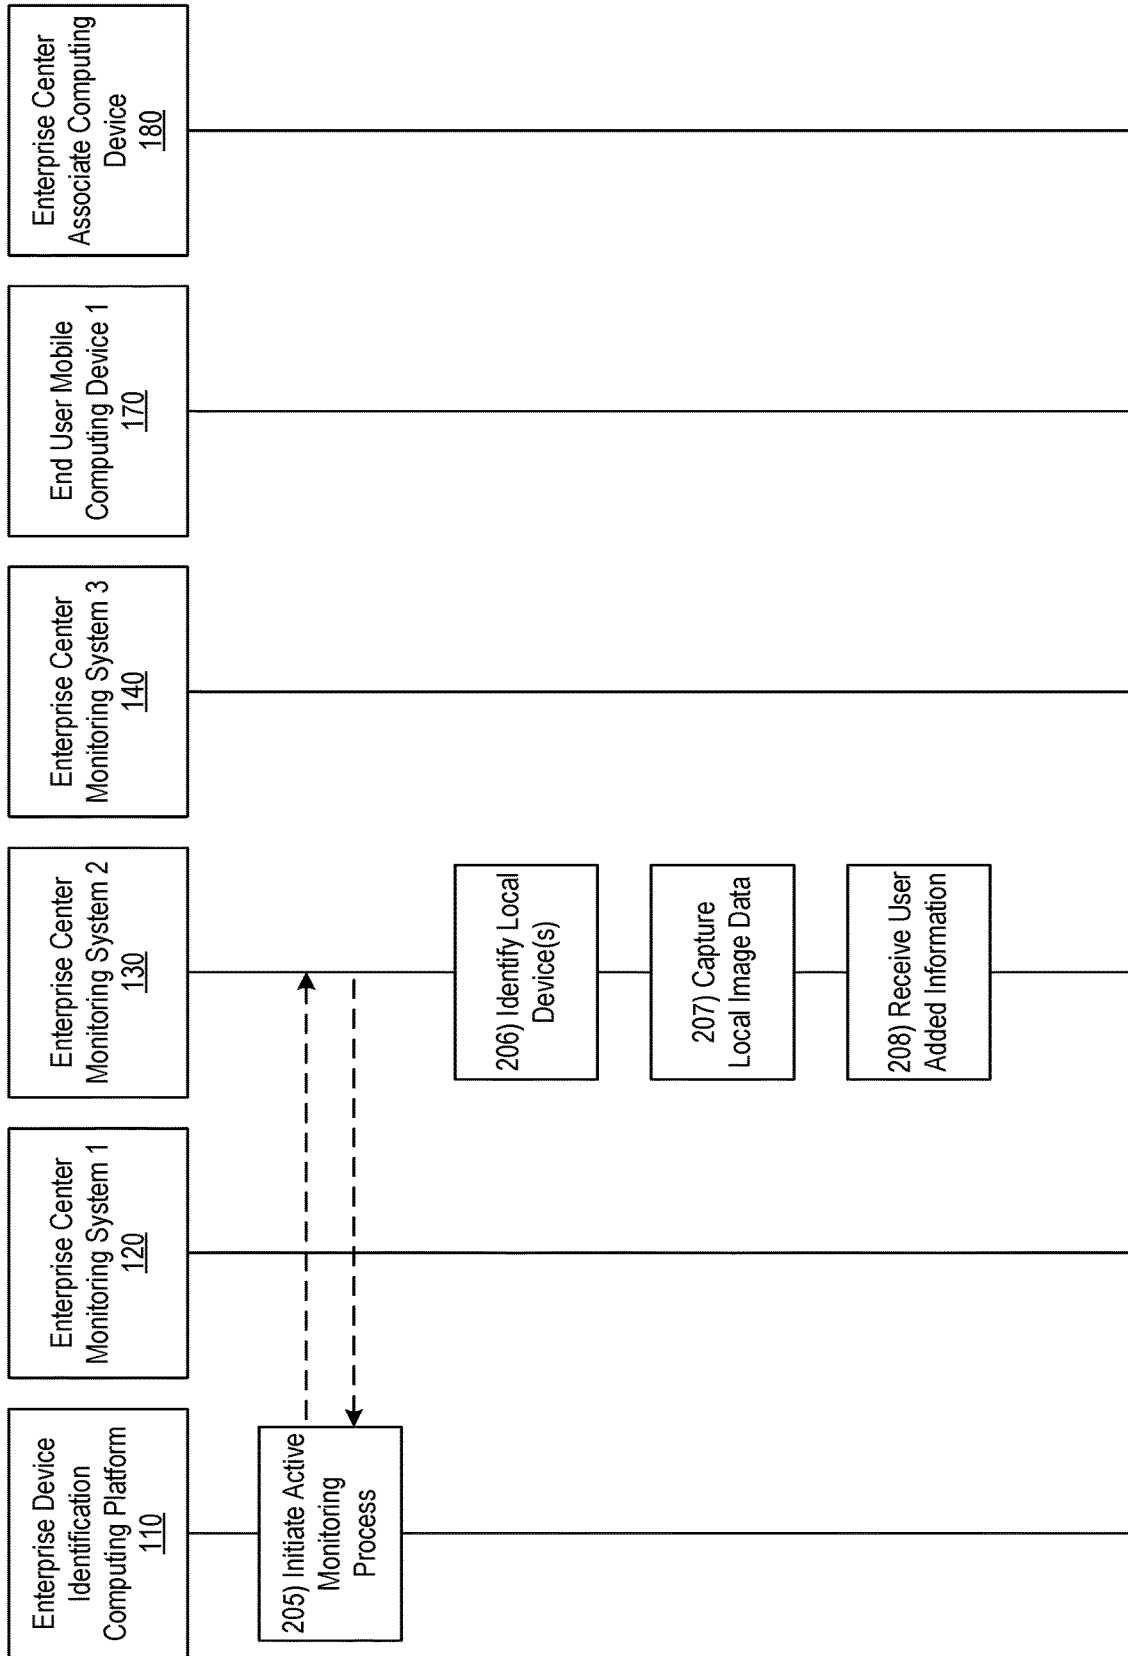 Enterprise Device
Identification
Computing Platform
110
Enterprise Center
Monitoring System 1
120
Enterprise Center
Monitoring System 2
130
Enterprise Center
Monitoring System 3
140
End User Mobile
Computing Device 1
170
Enterprise Center
Associate Computing
Device
180
205) Initiate Active
Monitoring
Process
206) Identify Local
Device(s)
207) Capture
Local Image Data
208) Receive User
Added Information